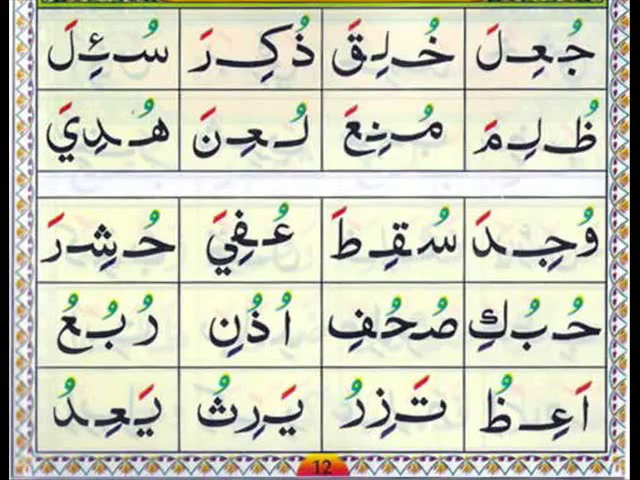 جُعِلَ خُلِقَ ذُكِرَ سُئِلَ
ظُلِمَ مُنِعَ لُعِنَ هُدِيَ
وُجِدَ سُقِطَ عُفِيَ حُشِرَ
حُبُكِ صُحُفِ اُذُنِ رُبُعُ
اَعِظُ تَزِرُ يَرِثُ يَعِدُ
12